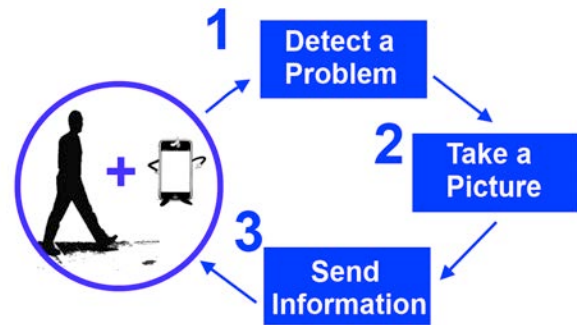 1
Detect a
Problem
2
Take a
Picture
3
Send
Information
+